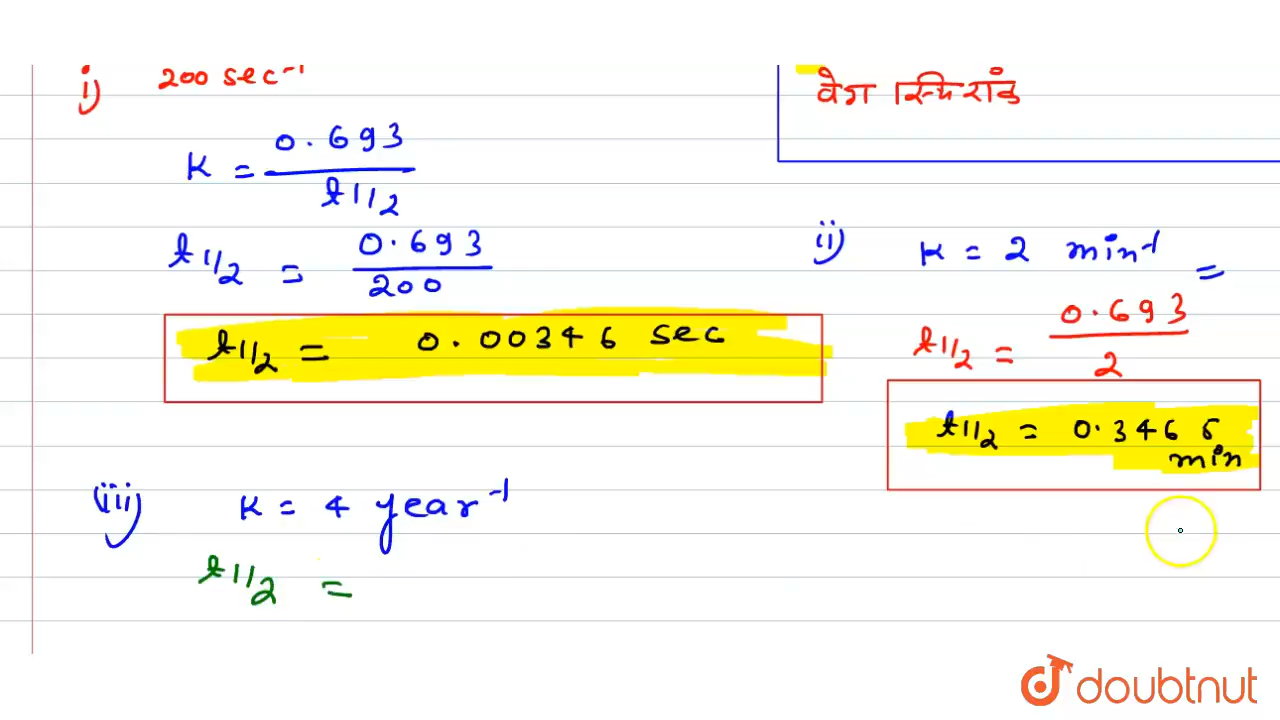 i) 200 sec⁻¹
K = 0.693 / t1/2
t1/2 = 0.693 / 200
t1/2 = 0.00346 sec
वेग स्थिरांक
ii) K = 2 min⁻¹ =
t1/2 = 0.693 / 2
t1/2 = 0.3466
min
(iii) K = 4 year⁻¹
t1/2 =
doubtnut